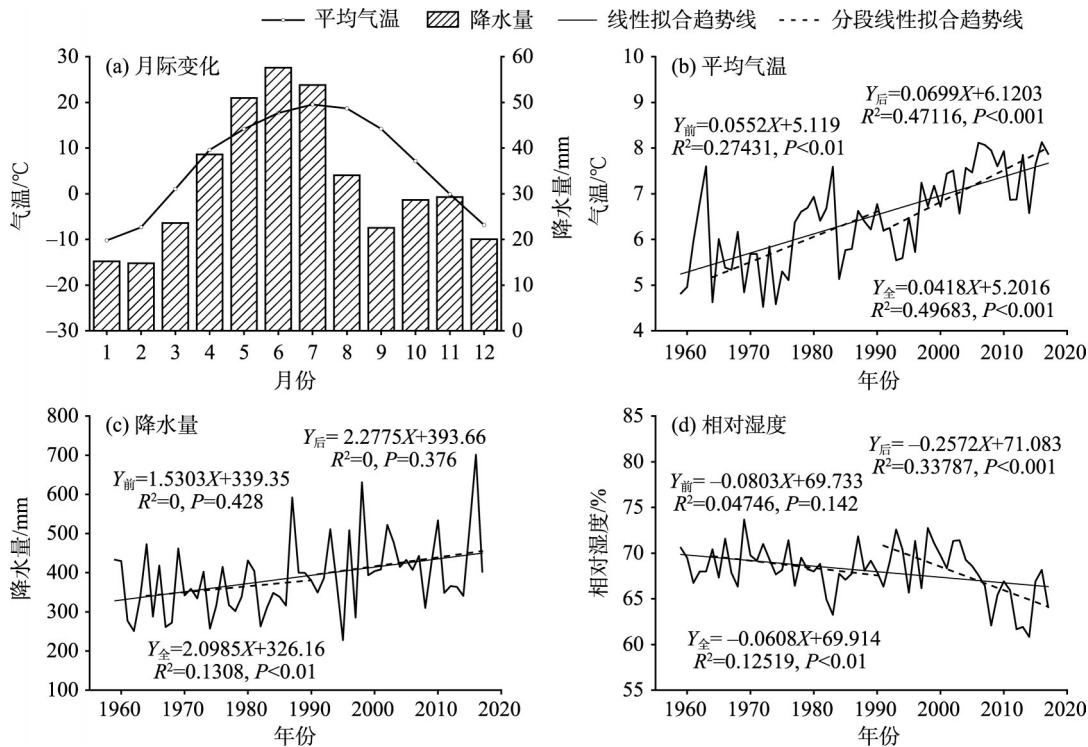 平均气温 降水量 线性拟合趋势线 分段线性拟合趋势线
(a) 月际变化
30
20
10
0
–10
–20
–30
气温/℃
60
50
40
30
20
10
0
降水量/mm
1 2 3 4 5 6 7 8 9 10 11 12
月份
(b) 平均气温
Y后=0.0699X+6.1203
R²=0.47116, P<0.001
Y前=0.0552X+5.119
R²=0.27431, P<0.01
Y全=0.0418X+5.2016
R²=0.49683, P<0.001
10
9
8
7
6
5
4
气温/℃
1960 1970 1980 1990 2000 2010 2020
年份
(c) 降水量
Y后= 2.2775X+393.66
R²=0, P=0.376
Y前=1.5303X+339.35
R²=0, P=0.428
Y全=2.0985X+326.16
R²=0.1308, P<0.01
800
700
600
500
400
300
200
100
降水量/mm
1960 1970 1980 1990 2000 2010 2020
年份
(d) 相对湿度
Y后= –0.2572X+71.083
R²=0.33787, P<0.001
Y前= –0.0803X+69.733
R²=0.04746, P=0.142
Y全= –0.0608X+69.914
R²=0.12519, P<0.01
85
80
75
70
65
60
55
相对湿度/%
1960 1970 1980 1990 2000 2010 2020
年份